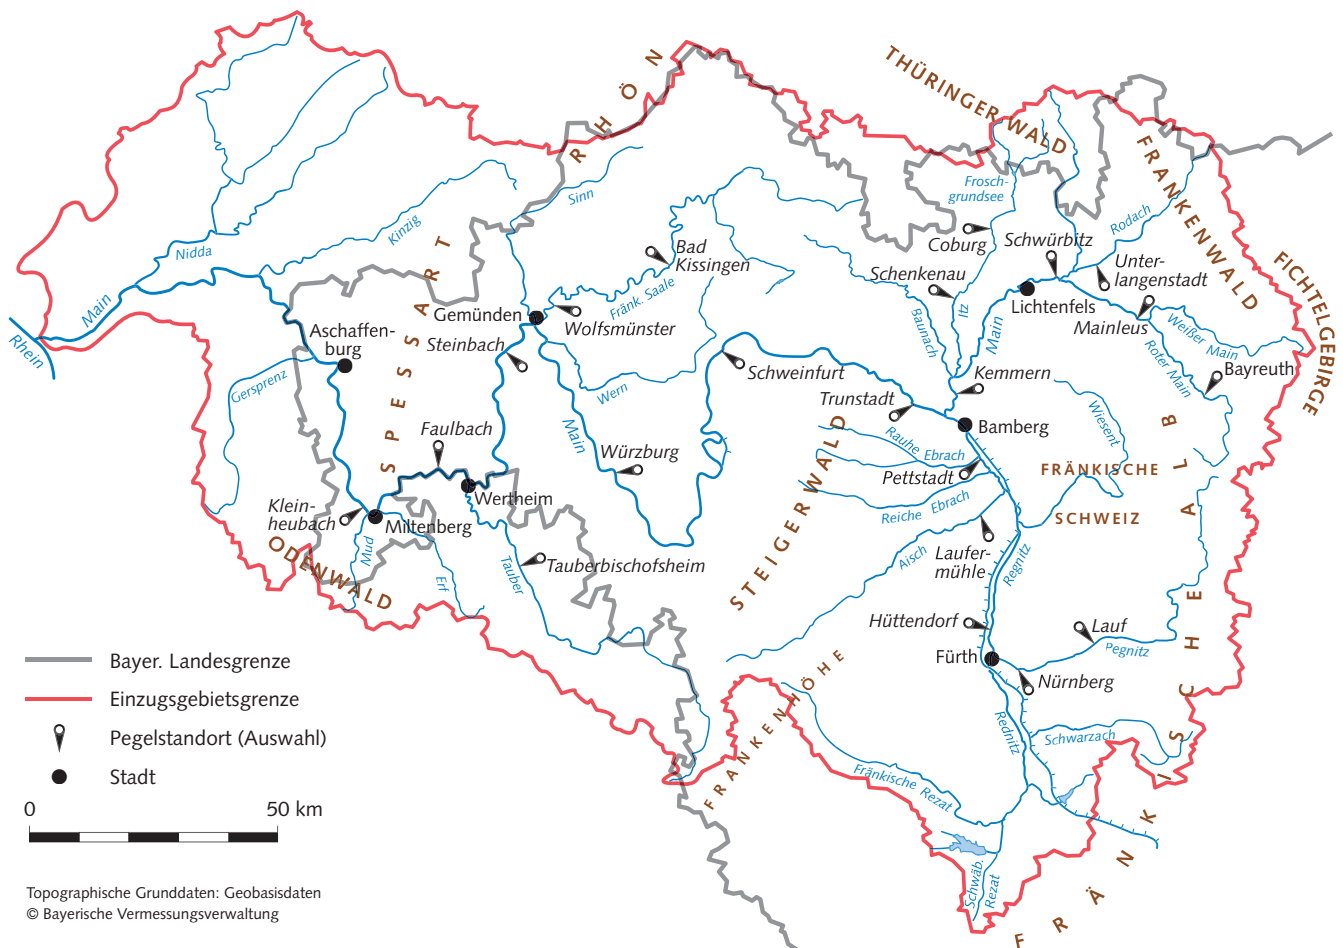 RHÖN
THÜRINGER WALD
FRANKENWALD
FICHTELGEBIRGE
Frosch-
grundsee
Rodach
Sinn
Kinzig
Nidda
Coburg
Schwürbitz
Bad
Kissingen
Unter-
langenstadt
Schenkenau
Main
Rhein
Gemünden
Fränk. Saale
Wolfsmünster
Itz
Baunach
Main
Lichtenfels
Mainleus
Weißer Main
Roter Main
Aschaffen-
burg
Steinbach
Gersprenz
SPESSART
Wern
Schweinfurt
Kemmern
Bayreuth
Trunstadt
Wiesent
Faulbach
Main
Würzburg
Bamberg
Rauhe Ebrach
Pettstadt
FRÄNKISCHE
SCHWEIZ
Wertheim
Klein-
heubach
Miltenberg
Reiche Ebrach
STEIGERWALD
ODENWALD
Mud
Erf
Tauber
Tauberbischofsheim
Aisch
Laufer-
mühle
Regnitz
Hüttendorf
Lauf
Pegnitz
Fürth
Nürnberg
FRANKENHÖHE
Rednitz
Schwarzach
Fränkische Rezat
Schwäb.
Rezat
FRÄNKISCHE ALB
Bayer. Landesgrenze
Einzugsgebietsgrenze
Pegelstandort (Auswahl)
Stadt
0 50 km
Topographische Grunddaten: Geobasisdaten
© Bayerische Vermessungsverwaltung